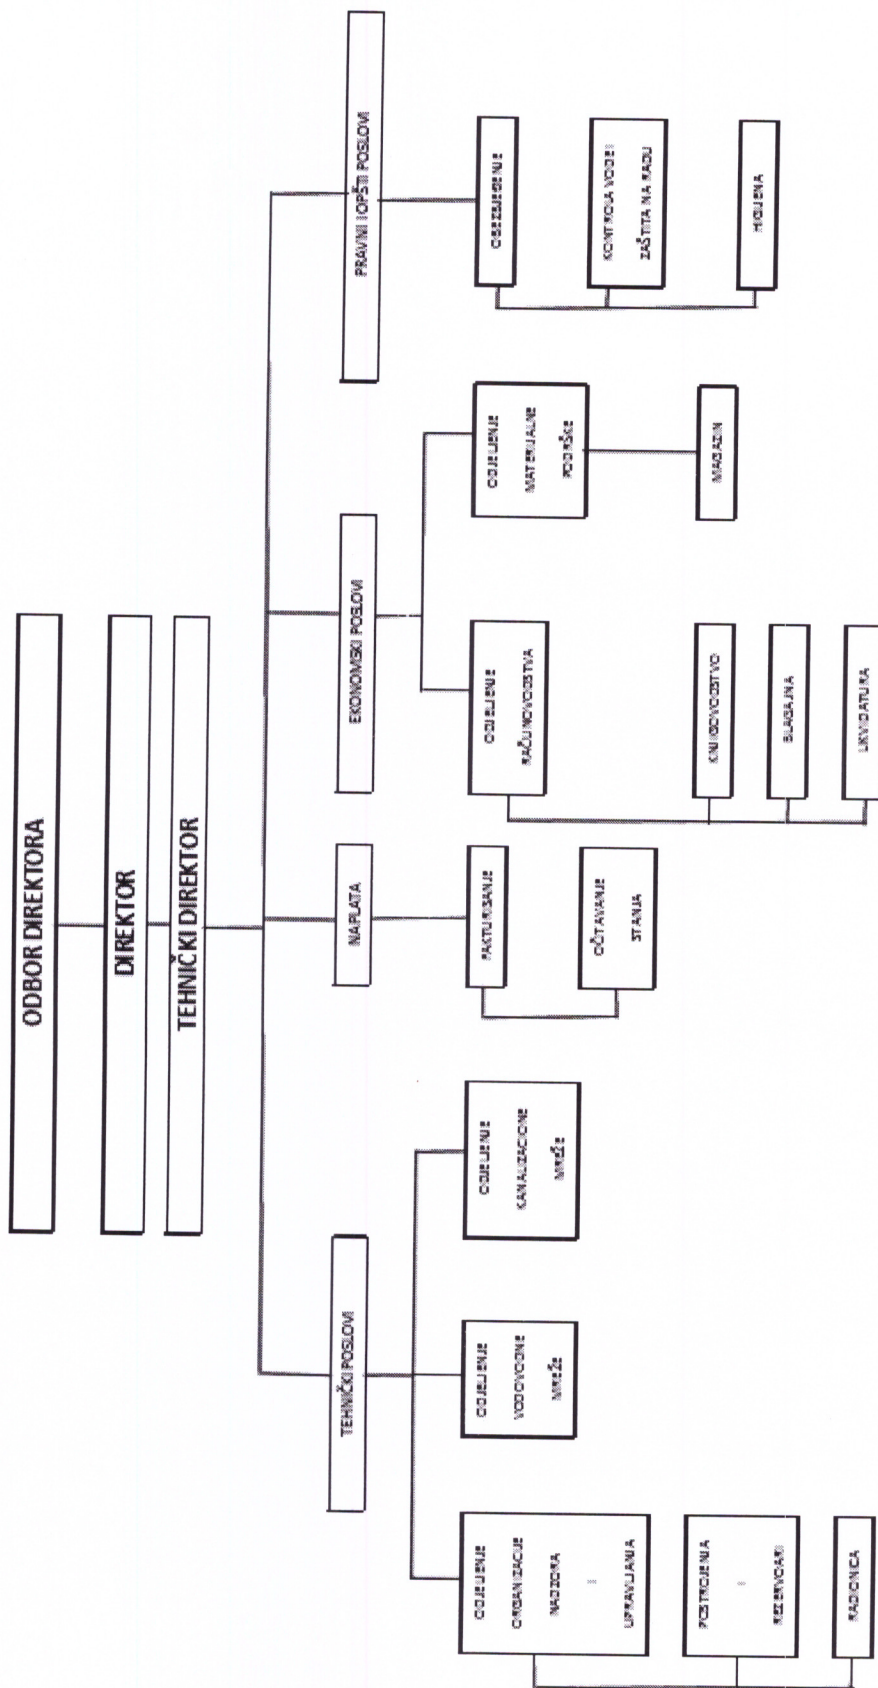 ODBOR DIREKTORA
DIREKTOR
TEHNIČKI DIREKTOR
TEHNIČKI POSLOVI
NAPLATA
EKONOMSKI POSLOVI
PRAVNI I OPŠTI POSLOVI
ODJELJENJE
ORGANIZACIJE
NADZORA
I
UPRAVLJANJA
POSTROJENJA
I
REZERVOARI
RADIONICA
ODJELJENJE
VODOVODNE
MREŽE
ODJELJENJE
KANALIZACIONE
MREŽE
FAKTURISANJE
OČITAVANJE
STANJA
ODJELJENJE
RAČUNOVODSTVA
KNJIGOVODSTVO
BLAGAJNA
LIKVIDATURA
ODJELJENJE
MATERIJALNE
PODRŠKE
MAGAZIN
OBEZBJEĐENJE
KONTROLA VODE I
ZAŠTITA NA RADU
HIGIJENA